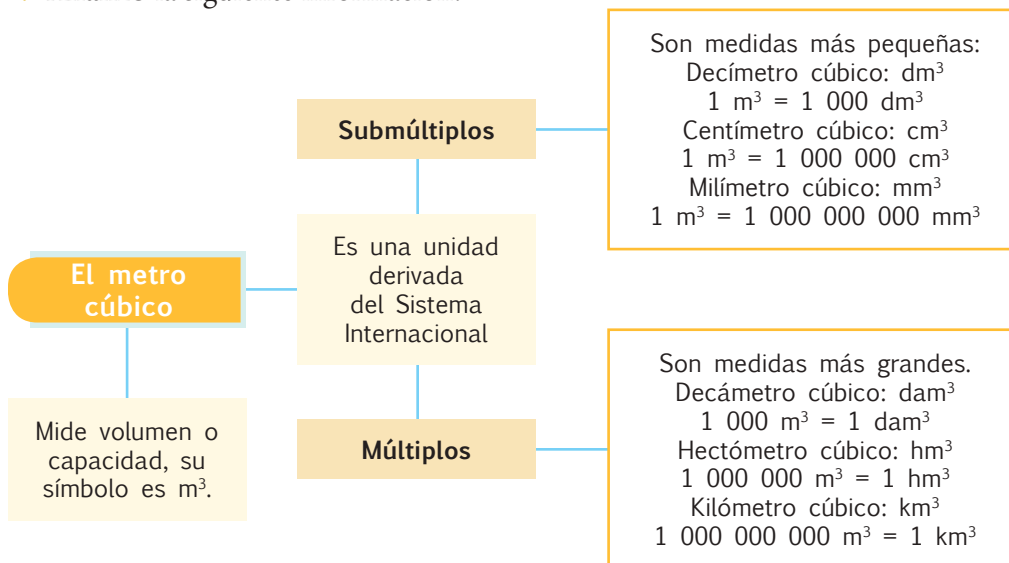 la siguiente información.
El metro
cúbico
Mide volumen o
capacidad, su
símbolo es m³.
Es una unidad
derivada
del Sistema
Internacional
Submúltiplos
Son medidas más pequeñas:
Decímetro cúbico: dm³
1 m³ = 1 000 dm³
Centímetro cúbico: cm³
1 m³ = 1 000 000 cm³
Milímetro cúbico: mm³
1 m³ = 1 000 000 000 mm³
Múltiplos
Son medidas más grandes.
Decámetro cúbico: dam³
1 000 m³ = 1 dam³
Hectómetro cúbico: hm³
1 000 000 m³ = 1 hm³
Kilómetro cúbico: km³
1 000 000 000 m³ = 1 km³